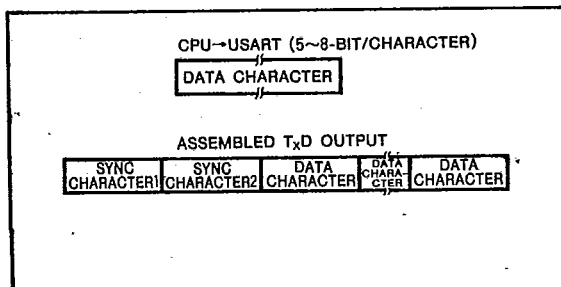 CPU→USART (5~8-BIT/CHARACTER)
DATA CHARACTER
ASSEMBLED TxD OUTPUT
SYNC CHARACTER1
SYNC CHARACTER2
DATA CHARACTER
DATA CHARA-CTER
DATA CHARACTER